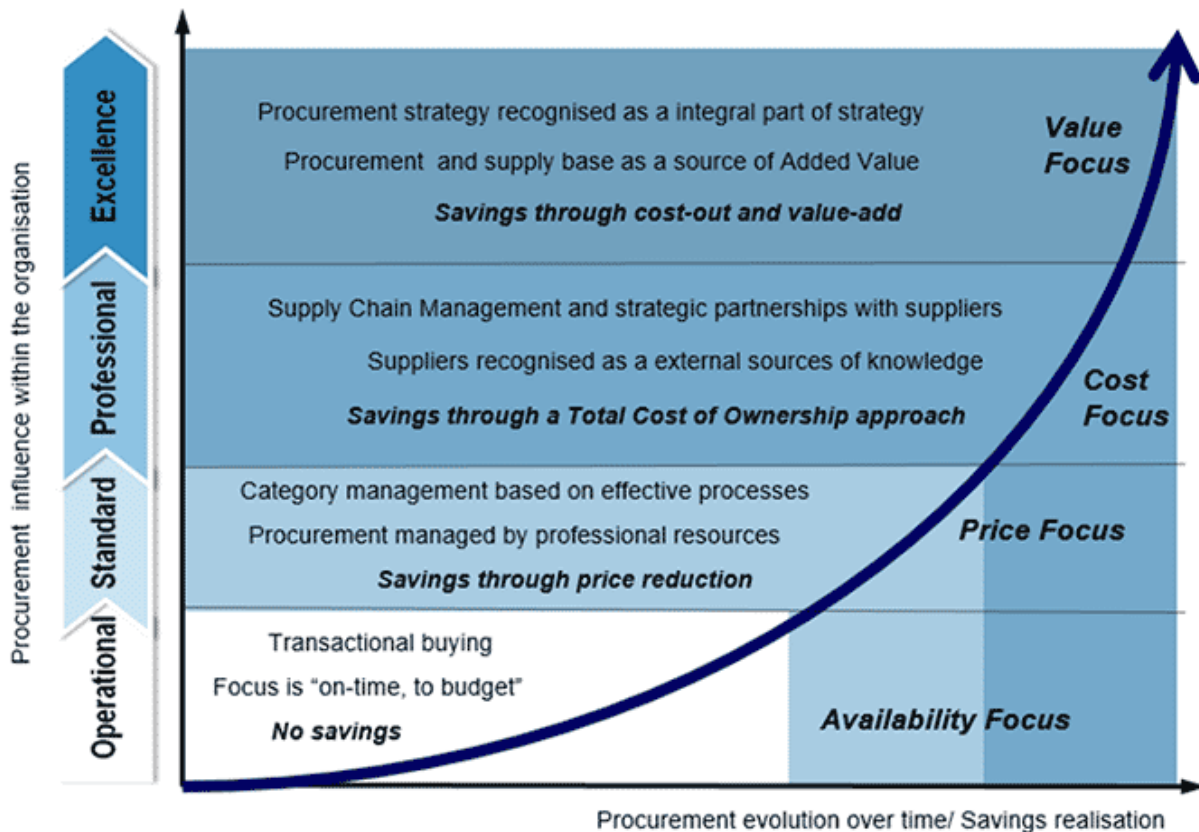 Procurement influence within the organisation
Excellence
Procurement strategy recognised as a integral part of strategy
Procurement and supply base as a source of Added Value
Savings through cost-out and value-add
Value
Focus
Professional
Supply Chain Management and strategic partnerships with suppliers
Suppliers recognised as a external sources of knowledge
Savings through a Total Cost of Ownership approach
Cost
Focus
Standard
Category management based on effective processes
Procurement managed by professional resources
Savings through price reduction
Price Focus
Operational
Transactional buying
Focus is “on-time, to budget”
No savings
Availability Focus
Procurement evolution over time/ Savings realisation